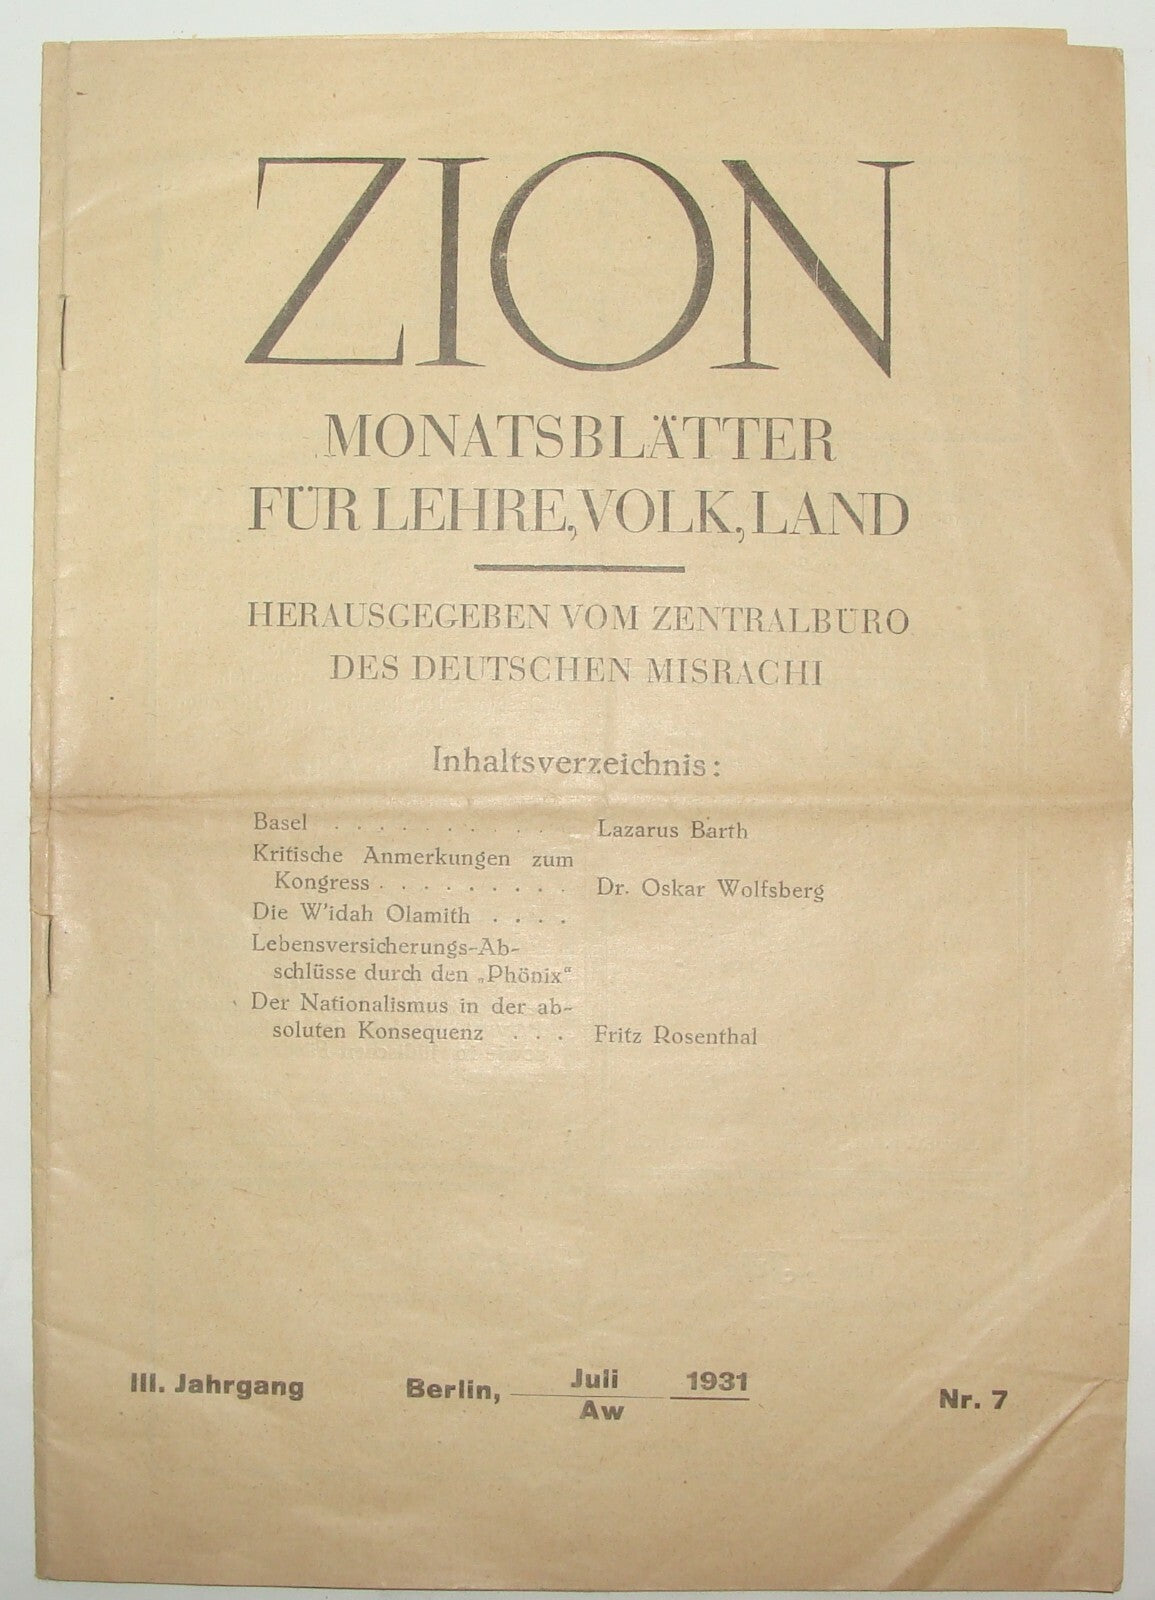 ZION
MONATSBLÄTTER
FÜR LEHRE, VOLK, LAND
HERAUSGEGEBEN VOM ZENTRALBÜRO
DES DEUTSCHEN MISRACHI
Inhaltsverzeichnis:
Basel . . . . . . . . . . . Lazarus Barth
Kritische Anmerkungen zum
Kongress . . . . . . . . . Dr. Oskar Wolfsberg
Die W'idah Olamith . . . .
Lebensversicherungs-Ab-
schlüsse durch den „Phönix“
Der Nationalismus in der ab-
soluten Konsequenz . . . Fritz Rosenthal
III. Jahrgang Berlin, Juli 1931 Nr. 7
Aw